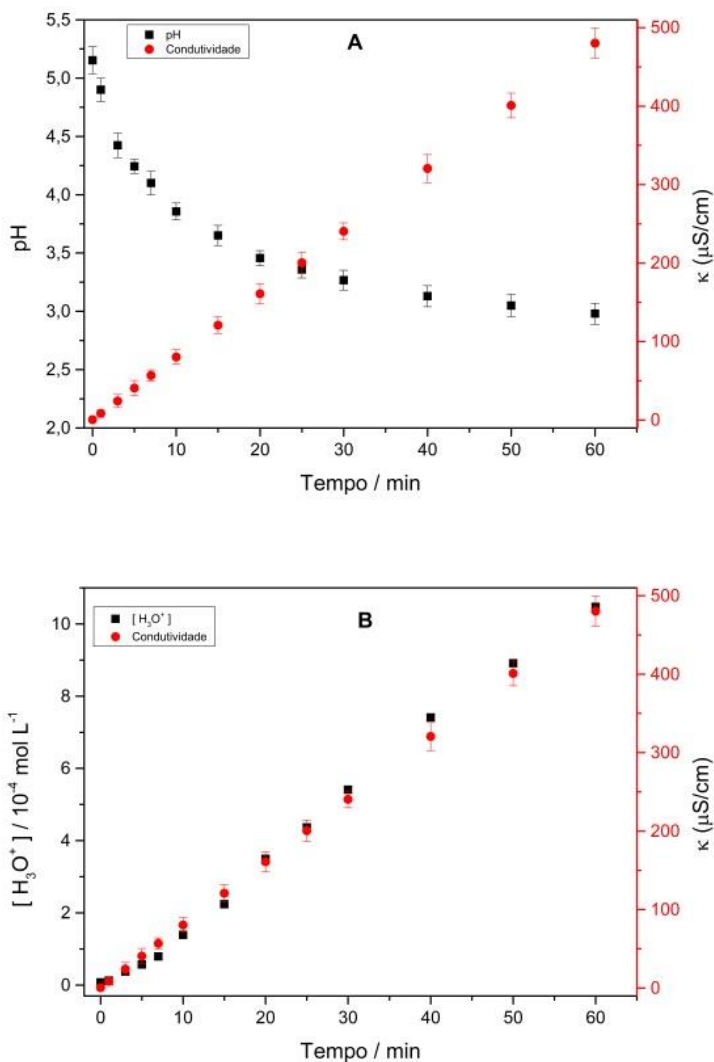 A
pH
Condutividade
5,5
5,0
4,5
4,0
3,5
3,0
2,5
2,0
pH
500
400
300
200
100
0
κ (μS/cm)
0 10 20 30 40 50 60
Tempo / min
B
[ H₃O⁺ ]
Condutividade
10
8
6
4
2
0
[ H₃O⁺ ] / 10⁻⁴ mol L⁻¹
500
400
300
200
100
0
κ (μS/cm)
0 10 20 30 40 50 60
Tempo / min